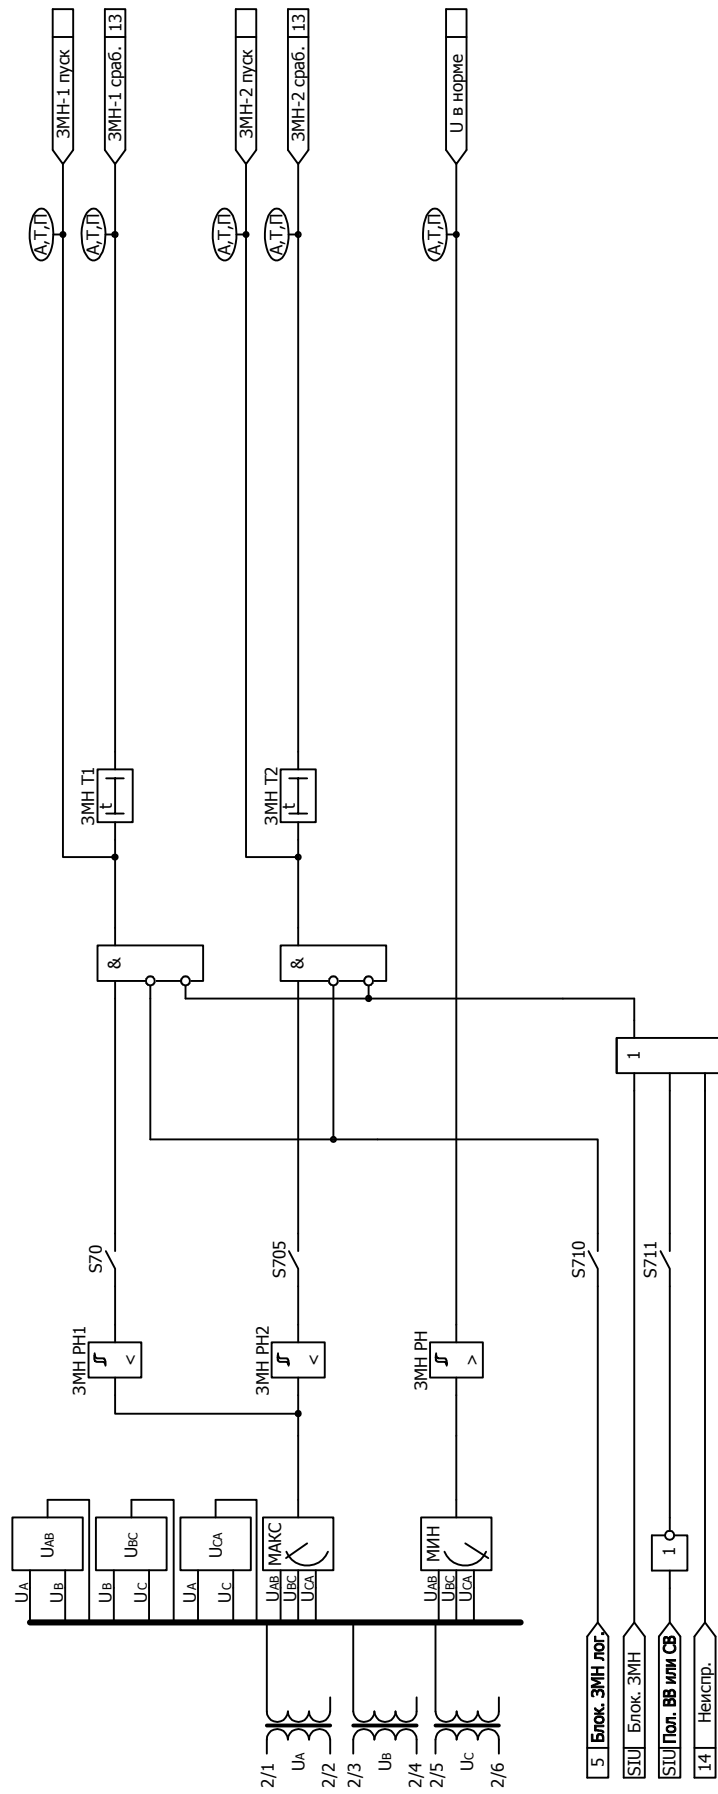 2/1
UA
2/2
2/3
UB
2/4
2/5
UC
2/6
UA
UB
UAB
UB
UC
UBC
UA
UC
UCA
UAB
UBC
UCA
МАКС
UAB
UBC
UCA
МИН
ЗМН РН1
<
ЗМН РН2
<
ЗМН РН
>
S70
S705
&
&
ЗМН Т1
t
ЗМН Т2
t
А,Т,П
А,Т,П
А,Т,П
А,Т,П
А,Т,П
ЗМН-1 пуск
ЗМН-1 сраб. 13
ЗМН-2 пуск
ЗМН-2 сраб. 13
U в норме
5 Блок. ЗМН лог.
SIU Блок. ЗМН
SIU Пол. ВВ или СВ
14 Неиспр.
1
S710
S711
1